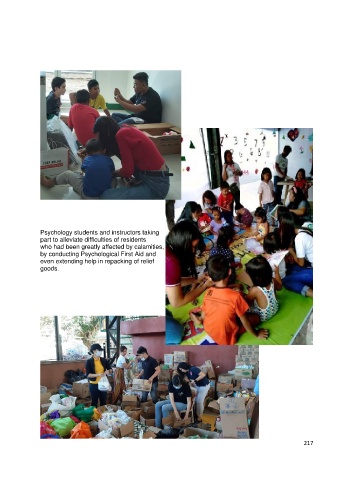 Psychology students and instructors taking
part to alleviate difficulties of residents
who had been greatly affected by calamities,
by conducting Psychological First Aid and
even extending help in repacking of relief
goods.
217